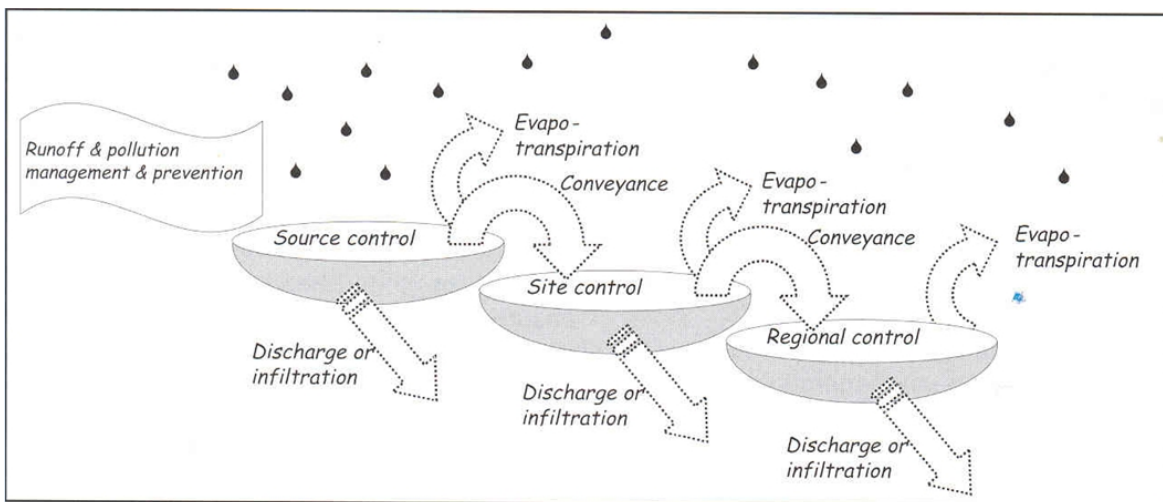 Runoff & pollution
management & prevention
Evapo-
transpiration
Conveyance
Source control
Discharge or
infiltration
Evapo-
transpiration
Conveyance
Site control
Discharge or
infiltration
Evapo-
transpiration
Regional control
Discharge or
infiltration